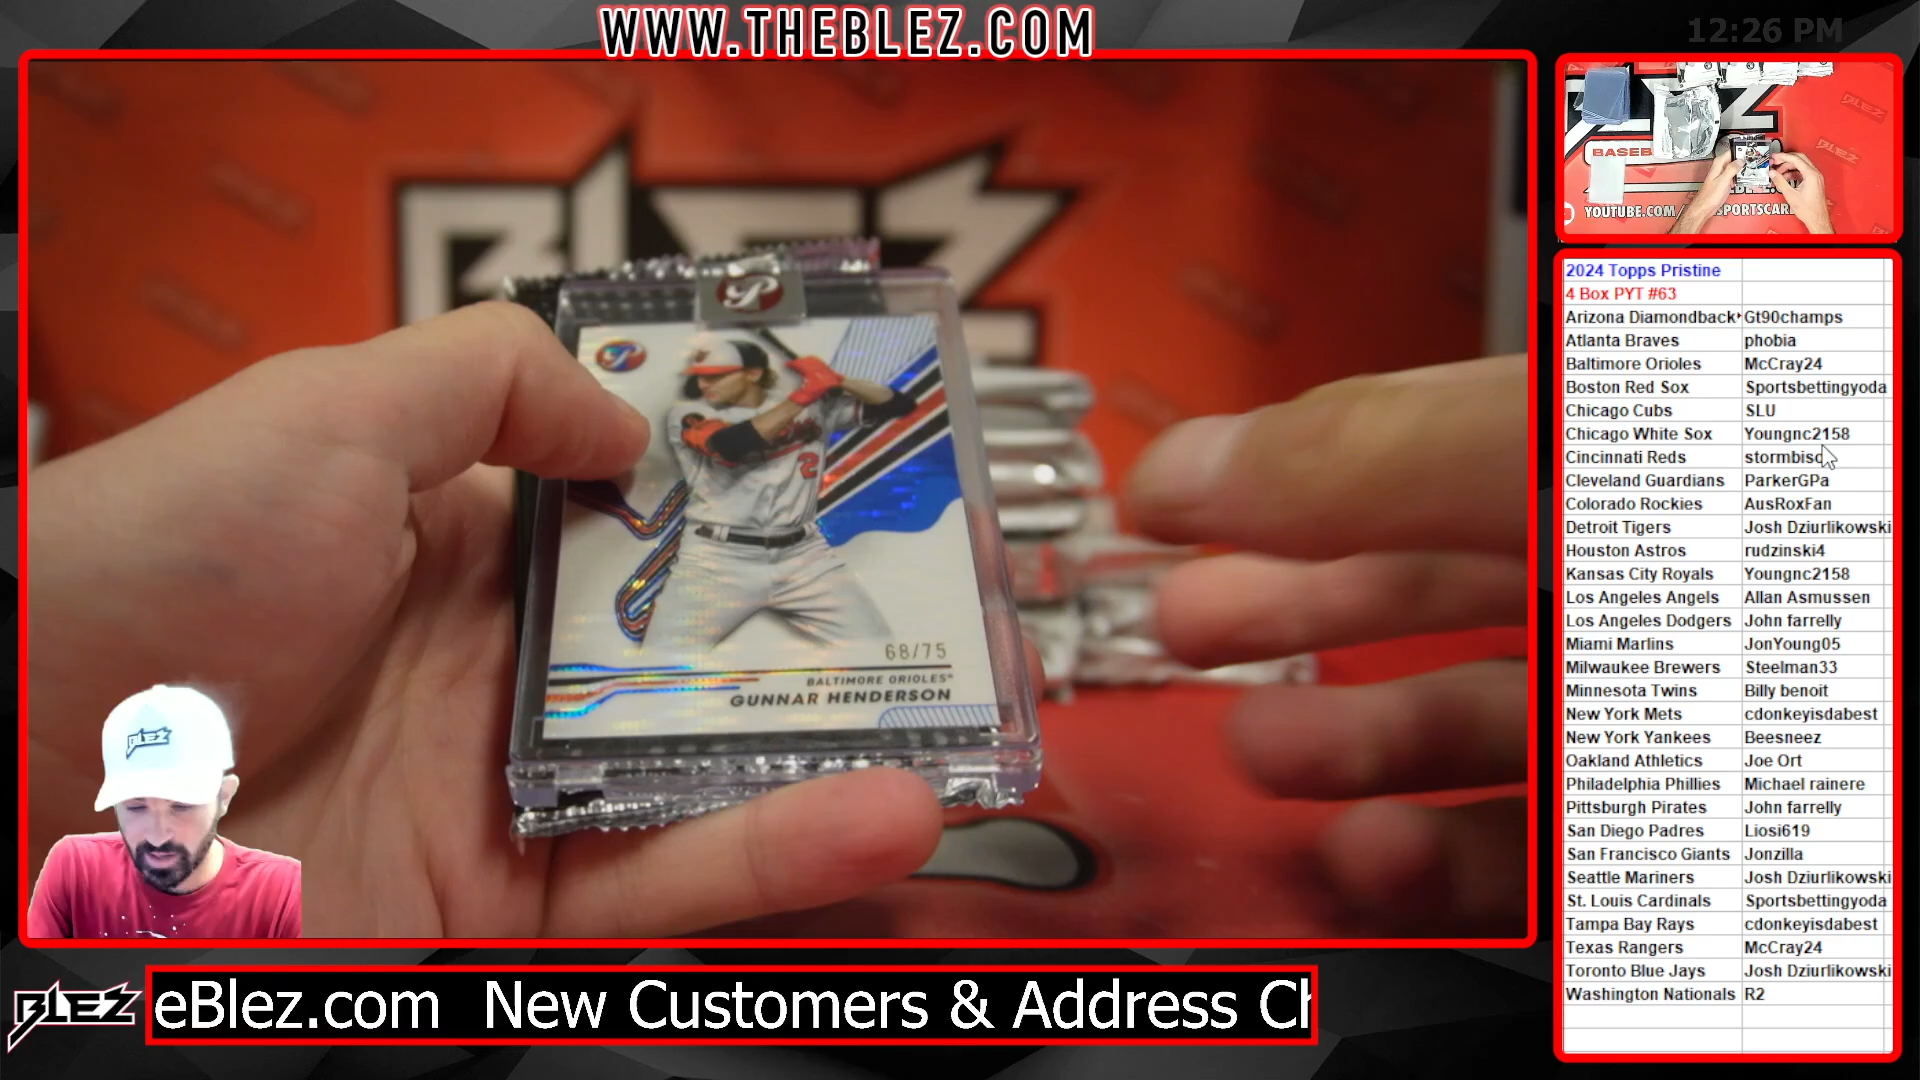 WWW.THEBLEZ.COM
12:26 PM
BLEZ
BLEZ
BASEB
YOUTUBE.COM/
SPORTSCAR
P
2
68/75
BALTIMORE ORIOLES
GUNNAR HENDERSON
BLEZ
2024 Topps Pristine
4 Box PYT #63
Arizona Diamondback Gt90champs
Atlanta Braves phobia
Baltimore Orioles McCray24
Boston Red Sox Sportsbettingyoda
Chicago Cubs SLU
Chicago White Sox Youngnc2158
Cincinnati Reds stormbisc
Cleveland Guardians ParkerGPa
Colorado Rockies AusRoxFan
Detroit Tigers Josh Dziurlikowski
Houston Astros rudzinski4
Kansas City Royals Youngnc2158
Los Angeles Angels Allan Asmussen
Los Angeles Dodgers John farrelly
Miami Marlins JonYoung05
Milwaukee Brewers Steelman33
Minnesota Twins Billy benoit
New York Mets cdonkeyisdabest
New York Yankees Beesneez
Oakland Athletics Joe Ort
Philadelphia Phillies Michael rainere
Pittsburgh Pirates John farrelly
San Diego Padres Liosi619
San Francisco Giants Jonzilla
Seattle Mariners Josh Dziurlikowski
St. Louis Cardinals Sportsbettingyoda
Tampa Bay Rays cdonkeyisdabest
Texas Rangers McCray24
Toronto Blue Jays Josh Dziurlikowski
Washington Nationals R2
BLEZ
eBlez.com New Customers & Address Ch